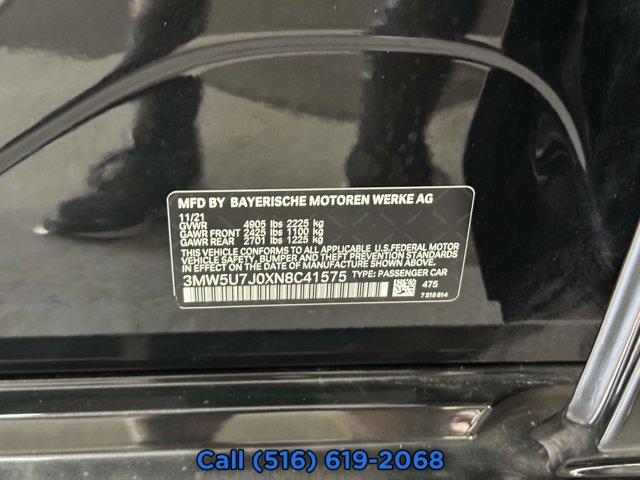 MFD BY BAYERISCHE MOTOREN WERKE AG
11/21
GVWR 4905 lbs 2225 kg
GAWR FRONT 2425 lbs 1100 kg
GAWR REAR 2701 lbs 1225 kg
THIS VEHICLE CONFORMS TO ALL APPLICABLE U.S.FEDERAL MOTOR
VEHICLE SAFETY, BUMPER AND THEFT PREVENTION STANDARDS
IN EFFECT ON THE DATE OF MANUFACTURE SHOWN ABOVE.
3MW5U7J0XN8C41575 TYPE: PASSENGER CAR
475
7 315 614
Call (516) 619-2068